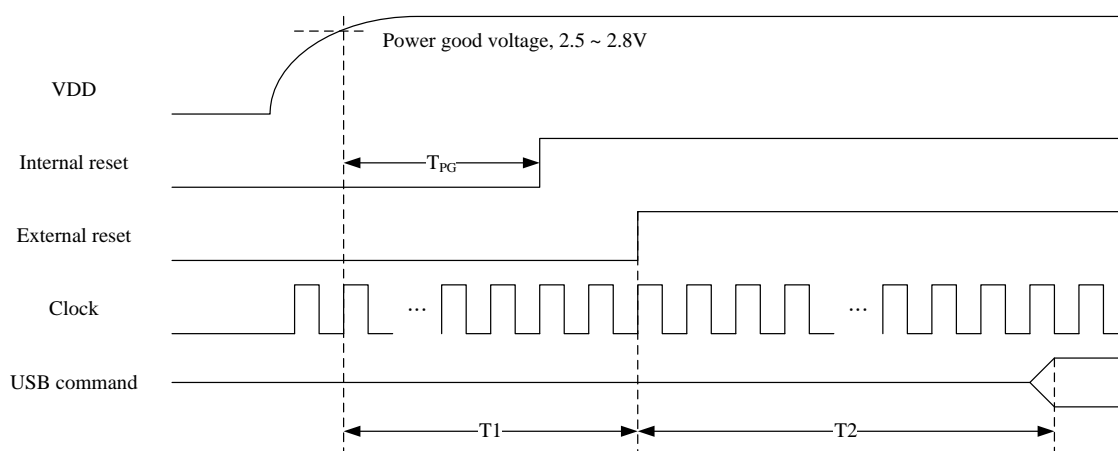 Power good voltage, 2.5 ~ 2.8V
VDD
Internal reset
TPG
External reset
Clock
...
...
USB command
T1
T2